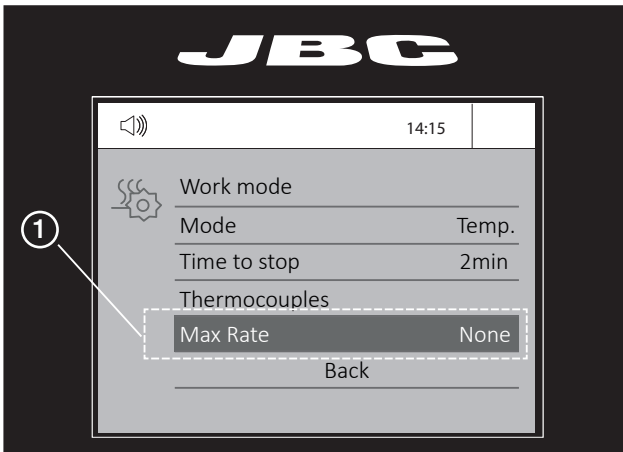 JBC
14:15
Work mode
Mode Temp.
Time to stop 2min
Thermocouples
1 Max Rate None
Back